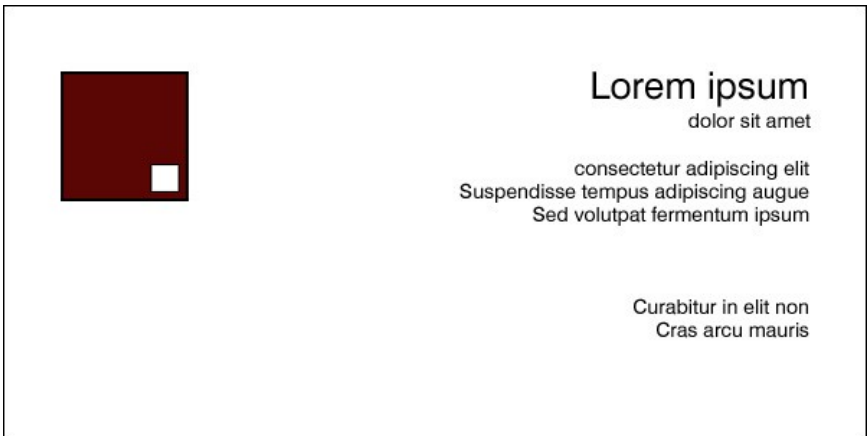 Lorem ipsum
dolor sit amet
consectetur adipiscing elit
Suspendisse tempus adipiscing augue
Sed volutpat fermentum ipsum
Curabitur in elit non
Cras arcu mauris